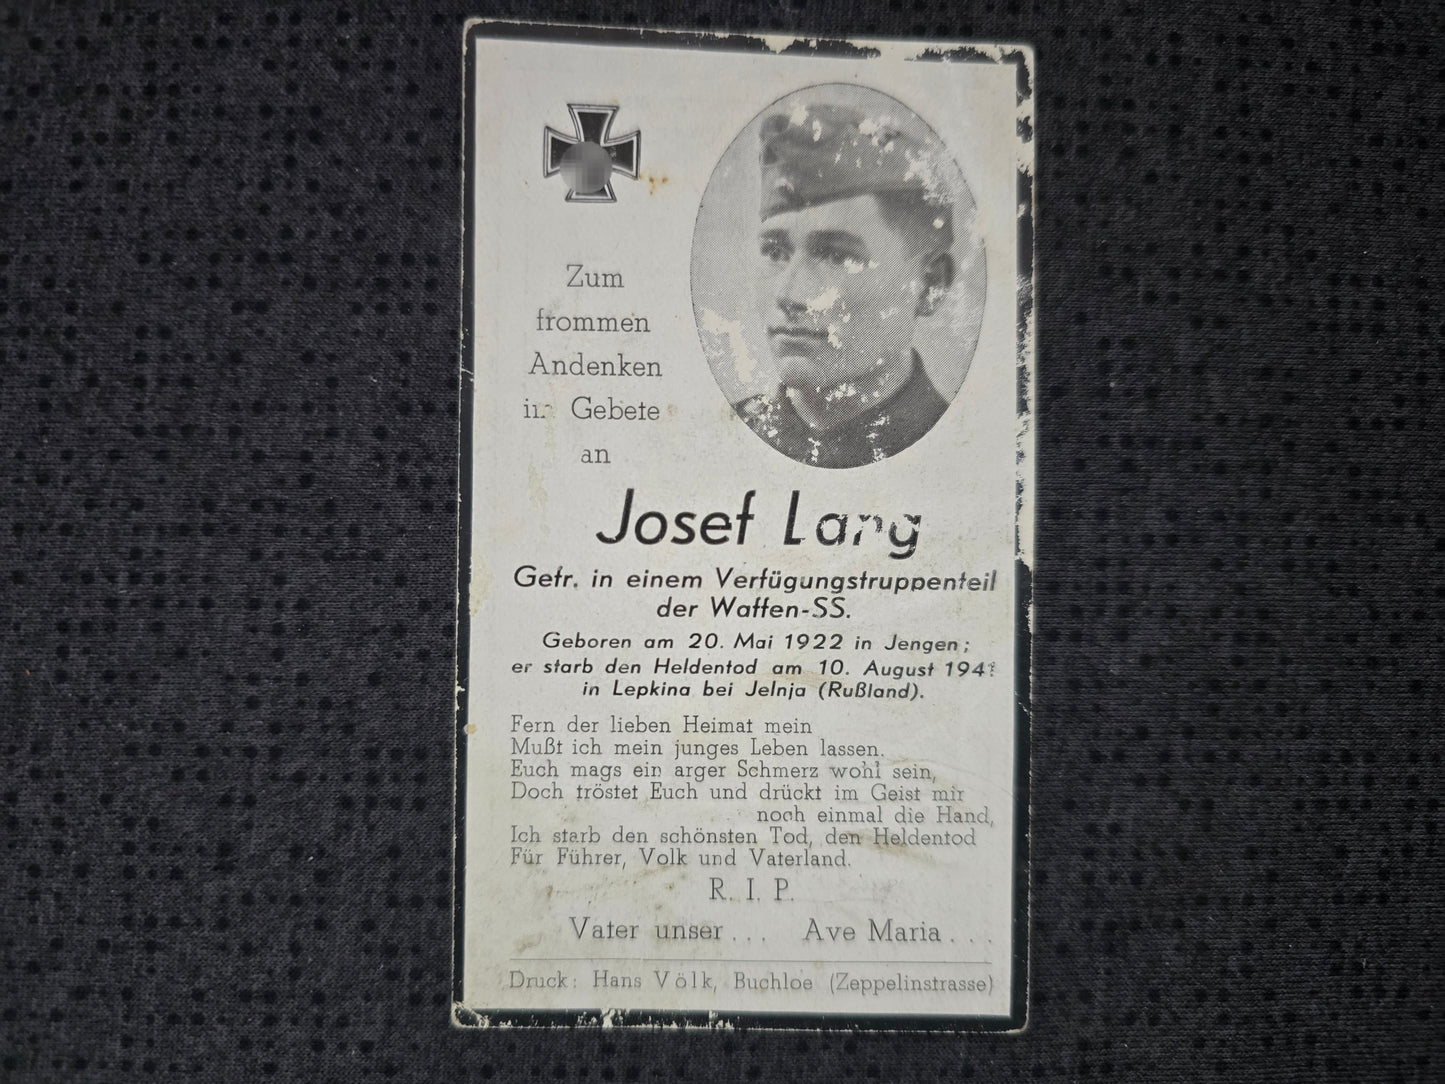 Zum
frommen
Andenken
im Gebete
an
Josef Lang
Gefr. in einem Verfügungstruppenteil
der Waffen-SS.
Geboren am 20. Mai 1922 in Jengen;
er starb den Heldentod am 10. August 1941
in Lepkina bei Jelnja (Rußland).
Fern der lieben Heimat mein
Mußt ich mein junges Leben lassen.
Euch mags ein arger Schmerz wohl sein,
Doch tröstet Euch und drückt im Geist mir
noch einmal die Hand,
Ich starb den schönsten Tod, den Heldentod
Für Führer, Volk und Vaterland.
R. I. P.
Vater unser ... Ave Maria ...
Druck: Hans Völk, Buchloe (Zeppelinstrasse)